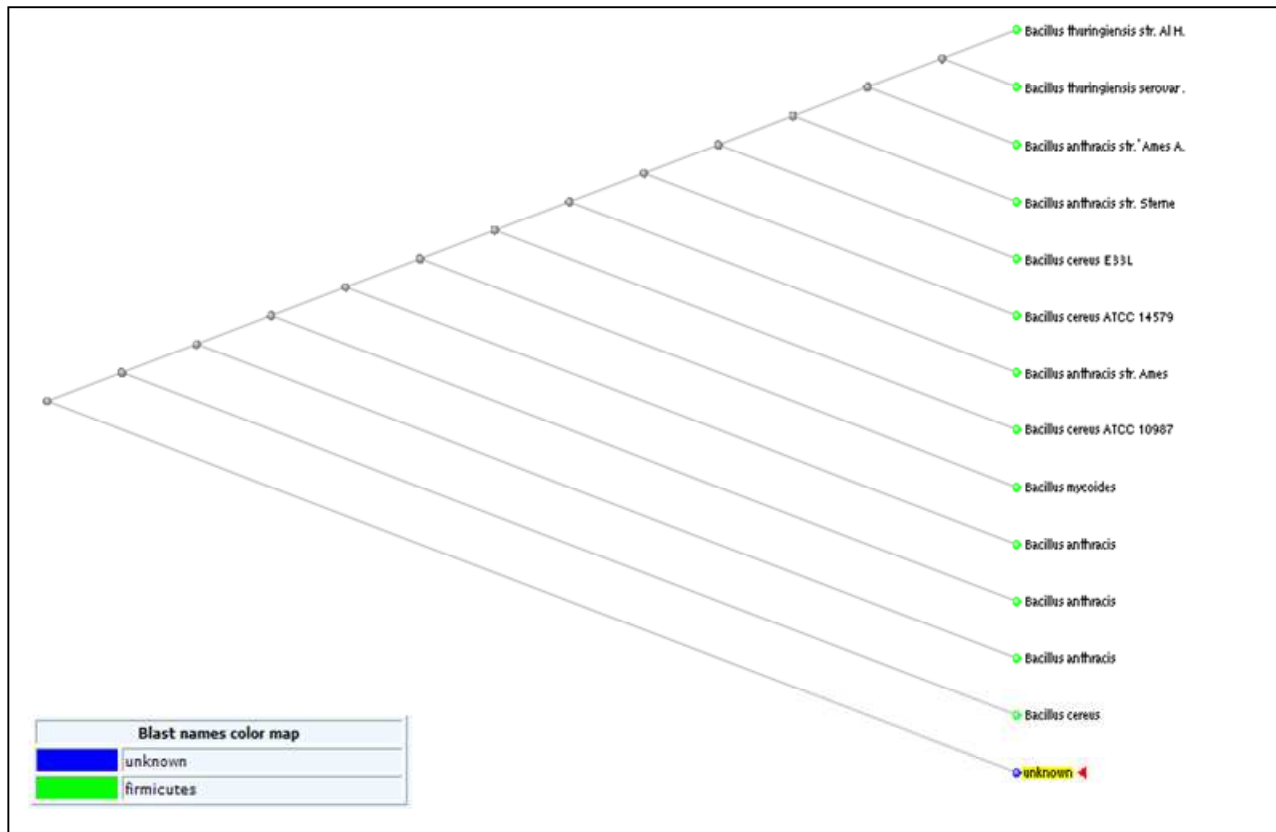 Bacillus thuringiensis str. Al H.
Bacillus thuringiensis serovar .
Bacillus anthracis str.' Ames A.
Bacillus anthracis str. Sterne
Bacillus cereus E33L
Bacillus cereus ATCC 14579
Bacillus anthracis str. Ames
Bacillus cereus ATCC 10987
Bacillus mycoides
Bacillus anthracis
Bacillus anthracis
Bacillus anthracis
Bacillus cereus
unknown
Blast names color map
unknown
firmicutes